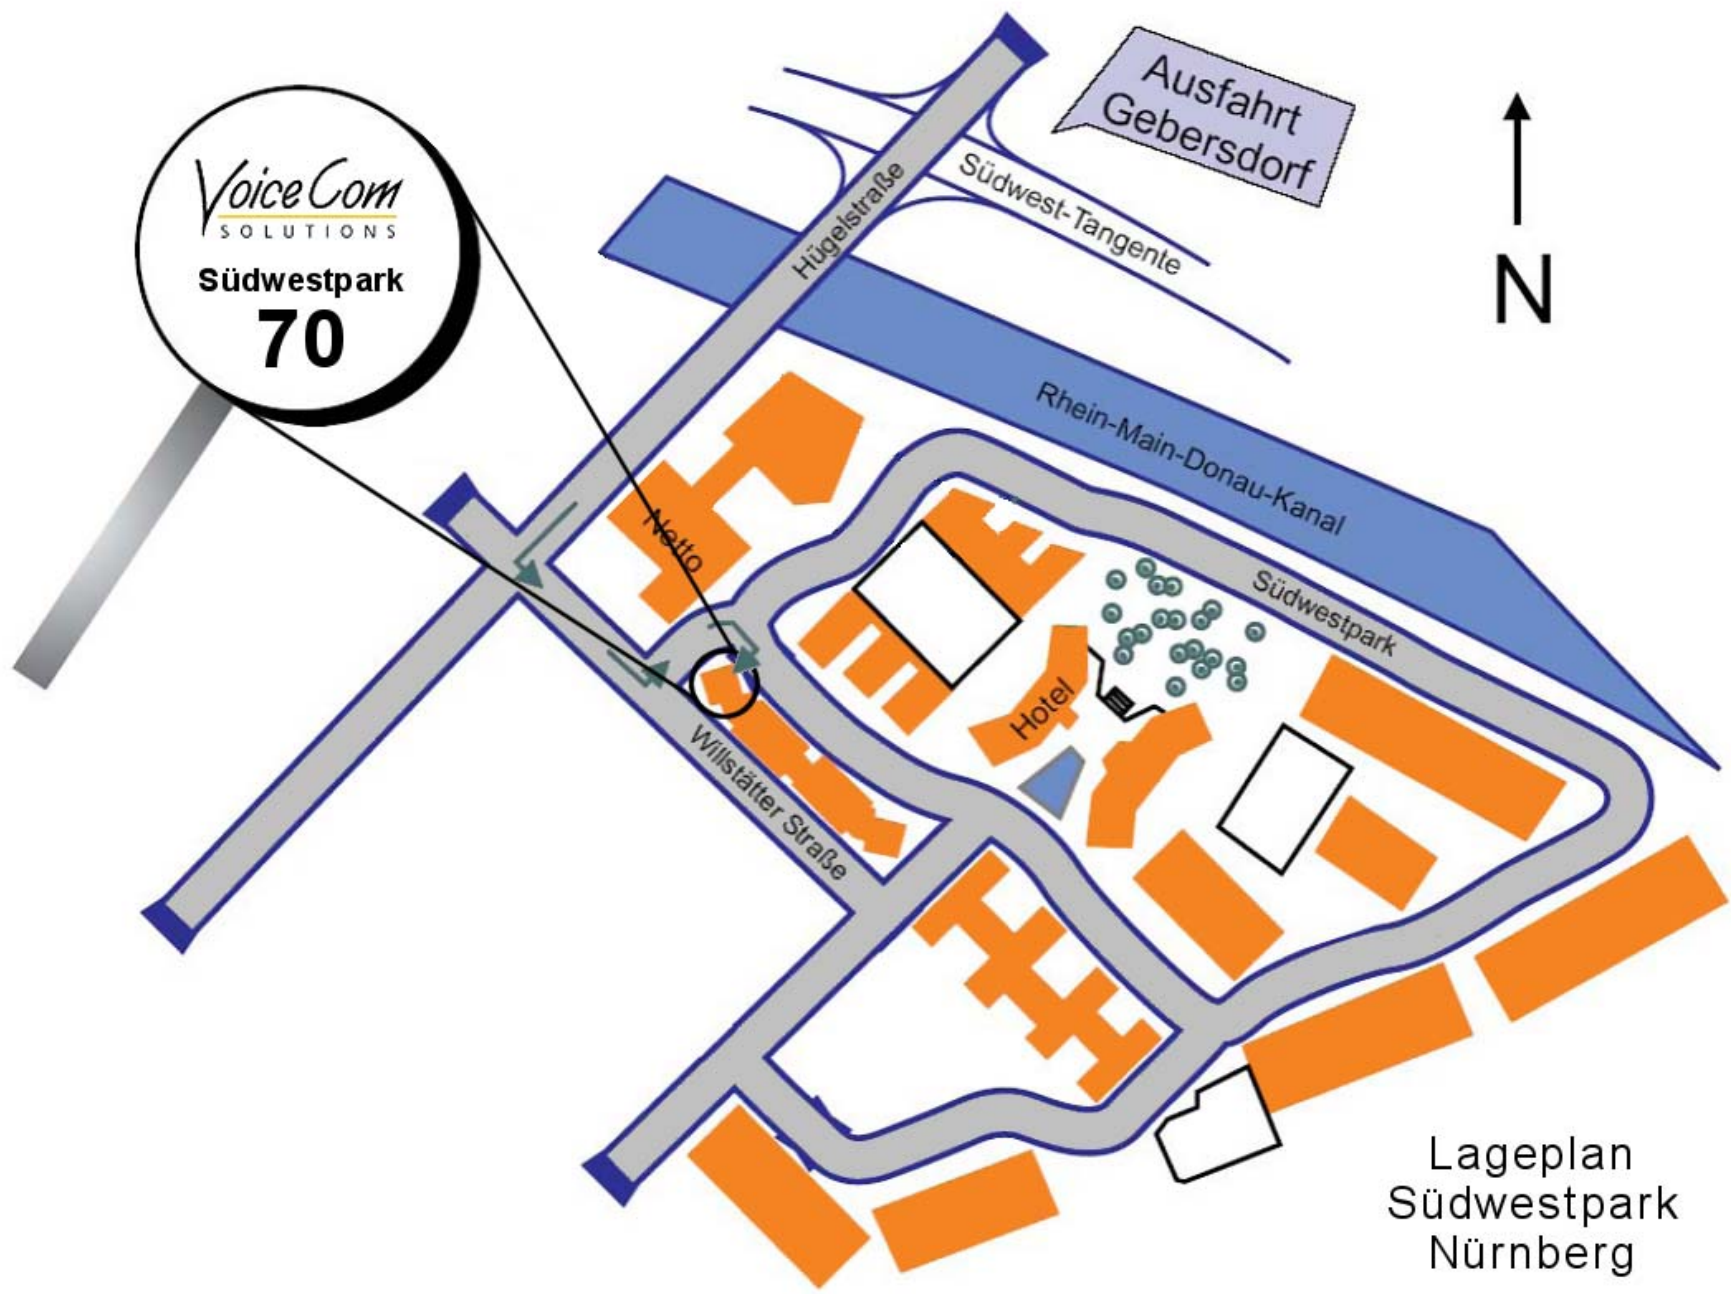 Ausfahrt
Gebersdorf
VoiceCom
SOLUTIONS
Südwestpark
70
Hügelstraße
Südwest-Tangente
N
Rhein-Main-Donau-Kanal
Netto
Südwestpark
Hotel
Willstätter Straße
Lageplan
Südwestpark
Nürnberg